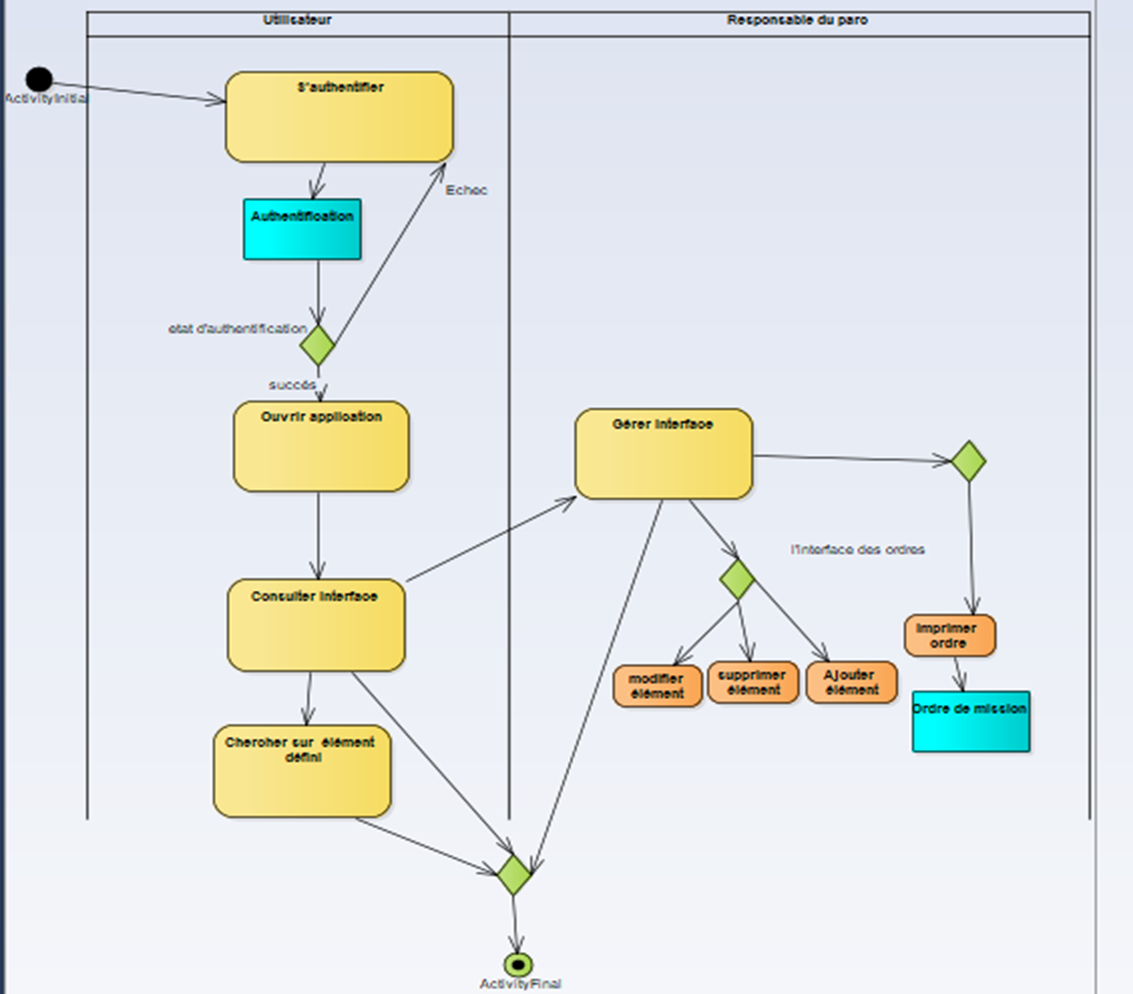 Utilisateur
Responsable du parc
ActivityInitial
S'authentifier
Echec
Authentification
etat d'authentification
succés
Ouvrir application
Gérer interface
l'interface des ordres
Consulter interface
imprimer
ordre
modifier
élément
supprimer
élément
Ajouter
élément
Ordre de mission
Chercher sur élément
défini
ActivityFinal